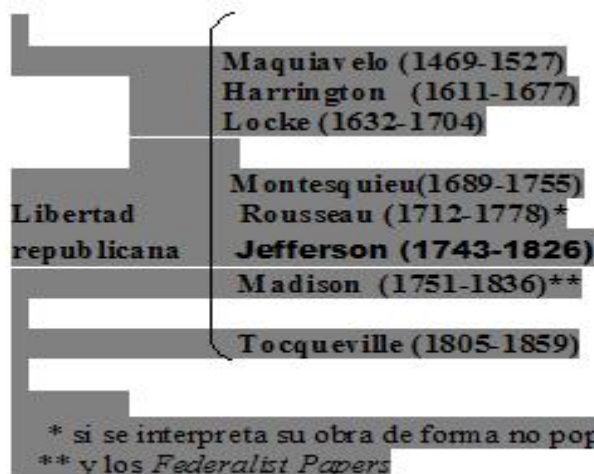 Maquiavelo (1469-1527)
Harrington (1611-1677)
Locke (1632-1704)
Montesquieu(1689-1755)
Libertad Rousseau (1712-1778)*
republicana Jefferson (1743-1826)
Madison (1751-1836)**
Tocqueville (1805-1859)
* si se interpreta su obra de forma no
** y los Federalist Papers